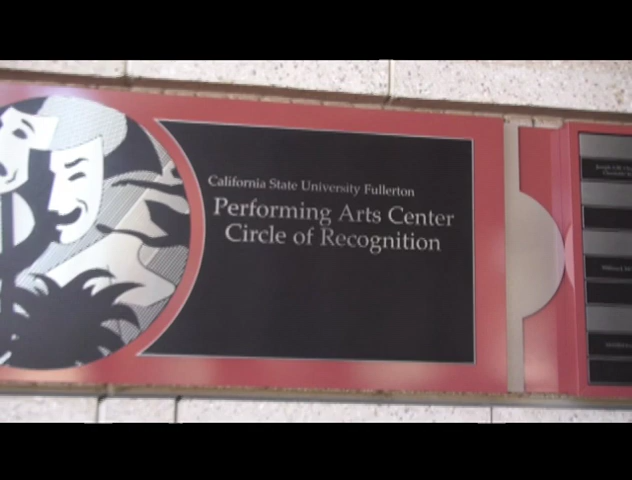 California State University Fullerton
Performing Arts Center
Circle of Recognition